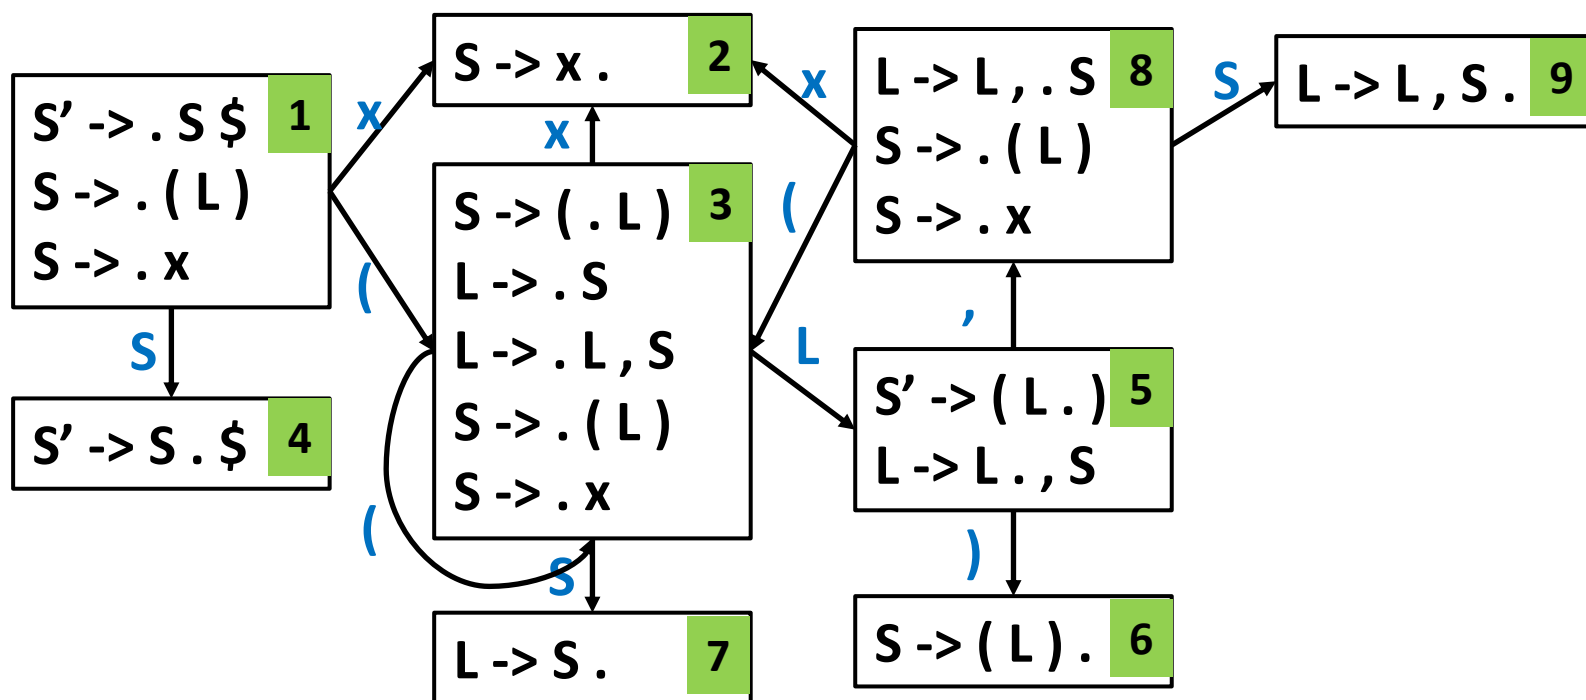 S' -> . S $ 1
S -> . ( L )
S -> . x
x
(
S
S' -> S . $ 4
S -> x . 2
x
S -> ( . L ) 3
L -> . S
L -> . L , S
S -> . ( L )
S -> . x
(
S
L -> S . 7
x
(
L
L -> L , . S 8
S -> . ( L )
S -> . x
,
S' -> ( L . ) 5
L -> L . , S
)
S -> ( L ) . 6
S
L -> L , S . 9